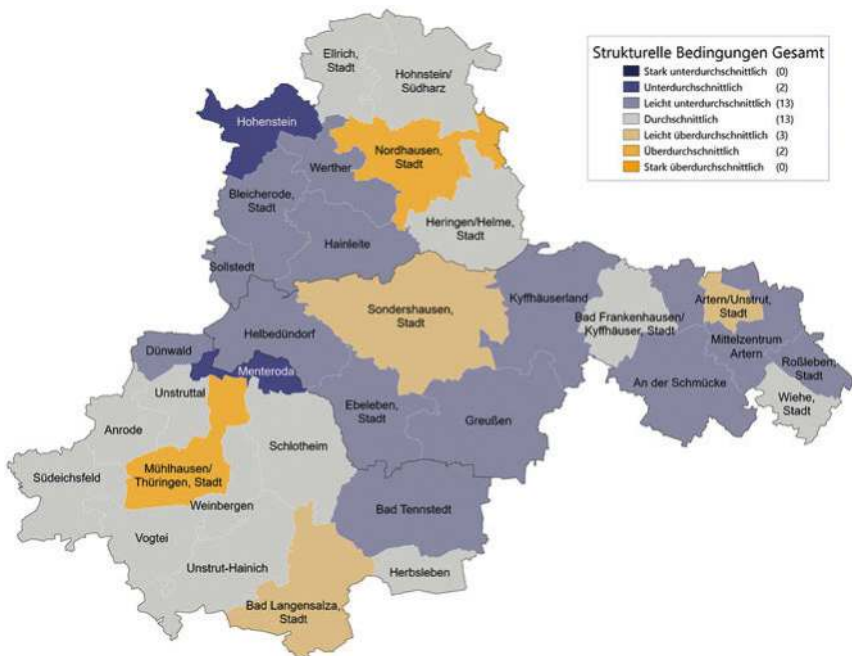 Strukturelle Bedingungen Gesamt
Stark unterdurchschnittlich (0)
Unterdurchschnittlich (2)
Leicht unterdurchschnittlich (13)
Durchschnittlich (13)
Leicht überdurchschnittlich (3)
Überdurchschnittlich (2)
Stark überdurchschnittlich (0)
Ellrich,
Stadt
Hohnstein/
Südharz
Hohenstein
Nordhausen,
Stadt
Werther
Bleicherode,
Stadt
Heringen/Helme,
Stadt
Hainleite
Sollstedt
Sondershausen,
Stadt
Kyffhäuserland
Bad Frankenhausen/
Kyffhäuser, Stadt
Artern/Unstrut,
Stadt
Mittelzentrum
Artern
Roßleben,
Stadt
An der Schmücke
Wiehe,
Stadt
Helbedündorf
Dünwald
Menteroda
Unstruttal
Ebeleben,
Stadt
Greußen
Anrode
Schlotheim
Südeichsfeld
Mühlhausen/
Thüringen, Stadt
Weinbergen
Bad Tennstedt
Vogtei
Unstrut-Hainich
Herbsleben
Bad Langensalza,
Stadt